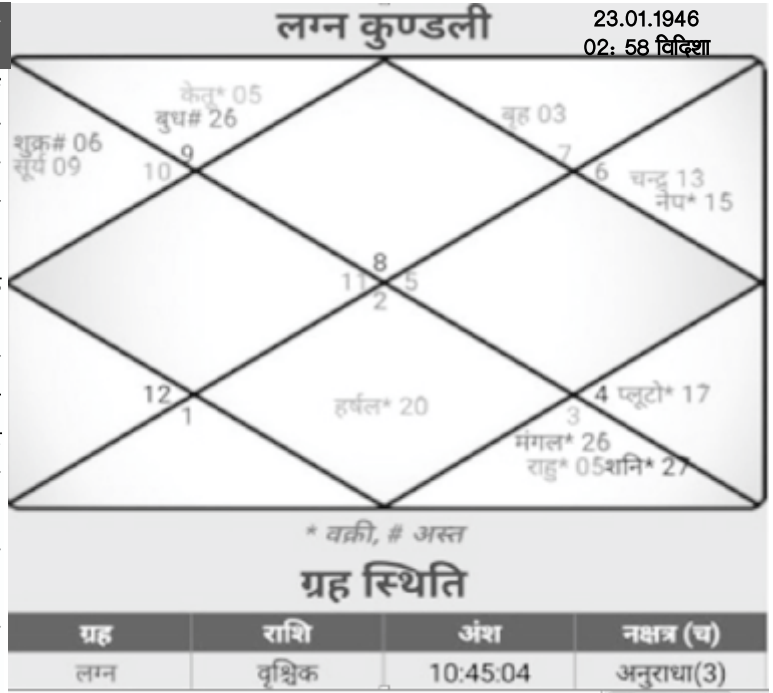 लग्न कुण्डली
23.01.1946
02: 58 विदिशा
केतू* 05
बुध# 26
बृह 03
शुक्र# 06
सूर्य 09
9
10
7
6
चन्द्र 13
नेप* 15
8
11
5
2
12
1
हर्षल* 20
4
प्लूटो* 17
3
मंगल* 26
राहु* 05
शनि* 27
* वक्री, # अस्त
ग्रह स्थिति
ग्रह राशि अंश नक्षत्र (च)
लग्न वृश्चिक 10:45:04 अनुराधा(3)